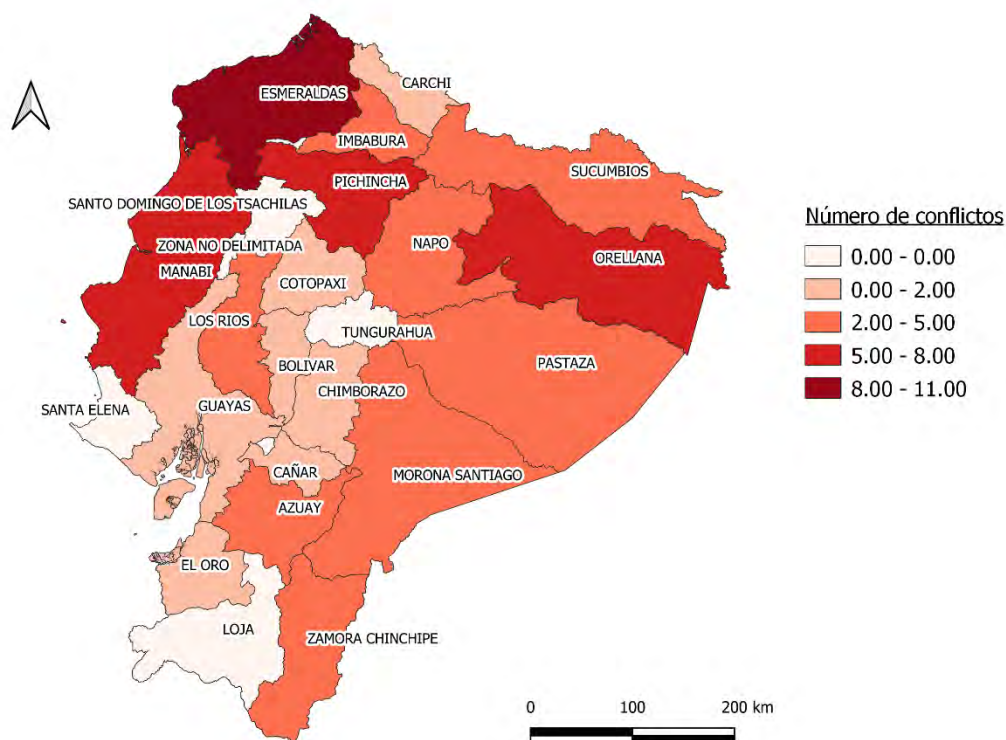 CARCHI
ESMERALDAS
IMBABURA
SUCUMBIOS
PICHINCHA
SANTO DOMINGO DE LOS TSACHILAS
ZONA NO DELIMITADA
NAPO
ORELLANA
MANABI
COTOPAXI
LOS RIOS
TUNGURAHUA
BOLIVAR
PASTAZA
CHIMBORAZO
SANTA ELENA
GUAYAS
CAÑAR
MORONA SANTIAGO
AZUAY
EL ORO
LOJA
ZAMORA CHINCHIPE
Número de conflictos
0.00 - 0.00
0.00 - 2.00
2.00 - 5.00
5.00 - 8.00
8.00 - 11.00
0 100 200 km